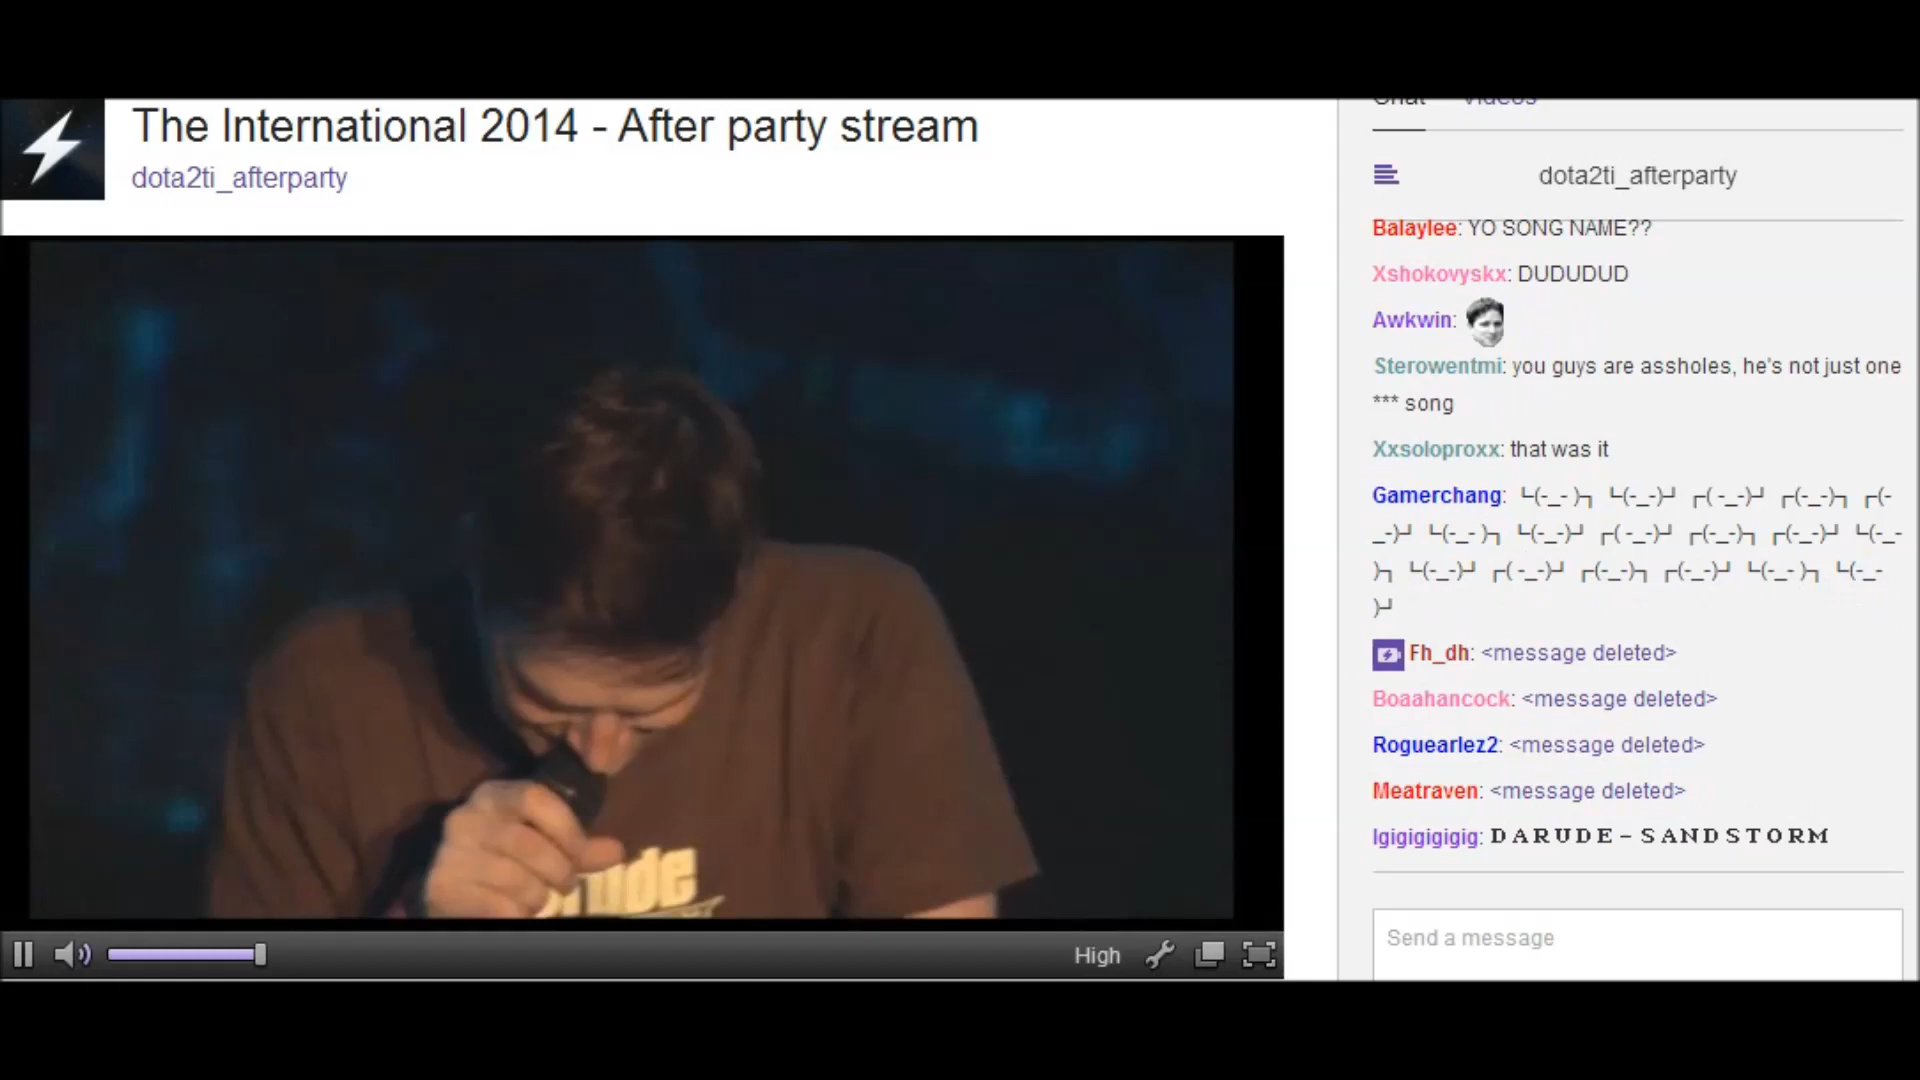 The International 2014 - After party stream
dota2ti_afterparty
Chat Videos
dota2ti_afterparty
Balaylee: YO SONG NAME??
Xshokovyskx: DUDUDUD
Awkwin:
Sterowentmi: you guys are assholes, he's not just one
*** song
Xxsoloproxx: that was it
Gamerchang: ┗(-_- )┓ ┗(-_-)┛ ┏( -_-)┛ ┏(-_-)┓ ┏(-
_-)┛ ┗(-_- )┓ ┗(-_-)┛ ┏( -_-)┛ ┏(-_-)┓ ┏(-_-)┛ ┗(-_-
)┓ ┗(-_-)┛ ┏( -_-)┛ ┏(-_-)┓ ┏(-_-)┛ ┗(-_- )┓ ┗(-_-
)┛
Fh_dh: <message deleted>
Boaahancock: <message deleted>
Roguearlez2: <message deleted>
Meatraven: <message deleted>
Igigigigigig: DARUDE-SANDSTORM
Send a message
High